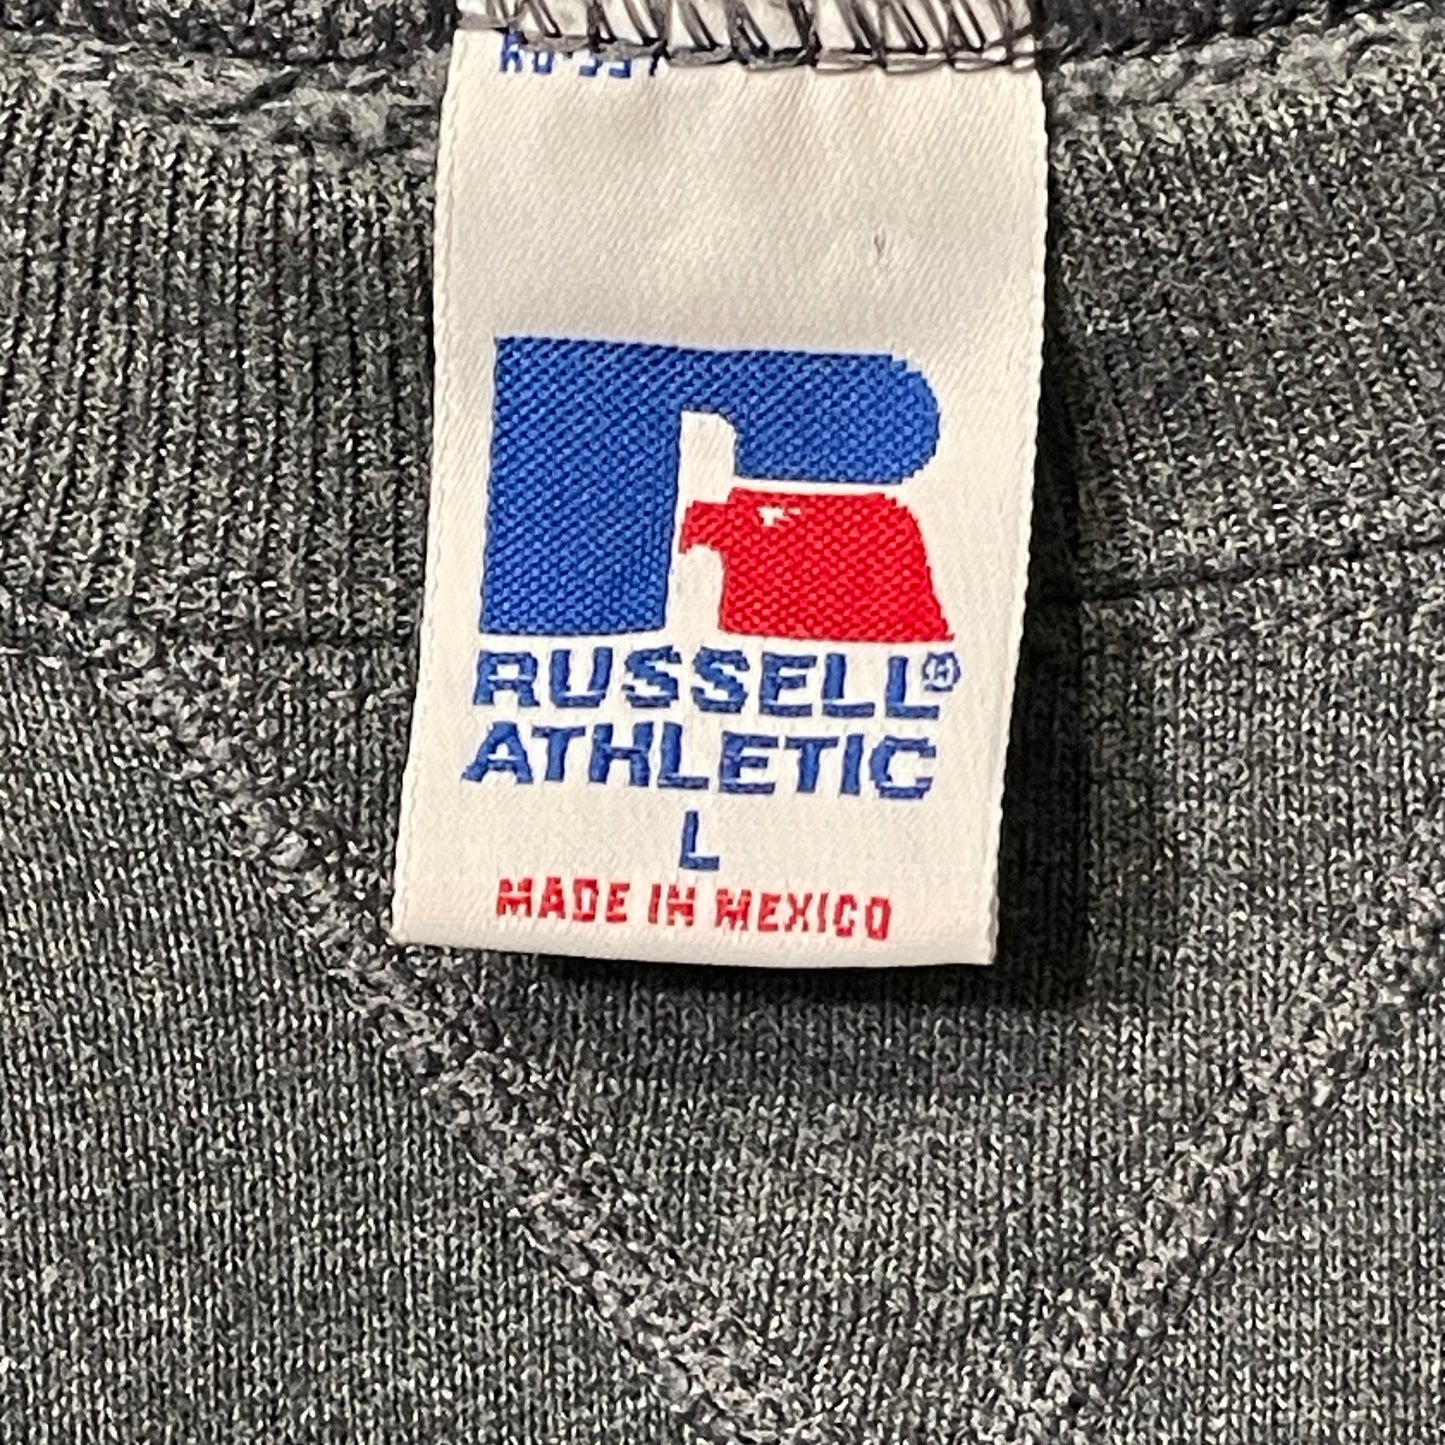 RUSSELL®
ATHLETIC
L
MADE IN MEXICO